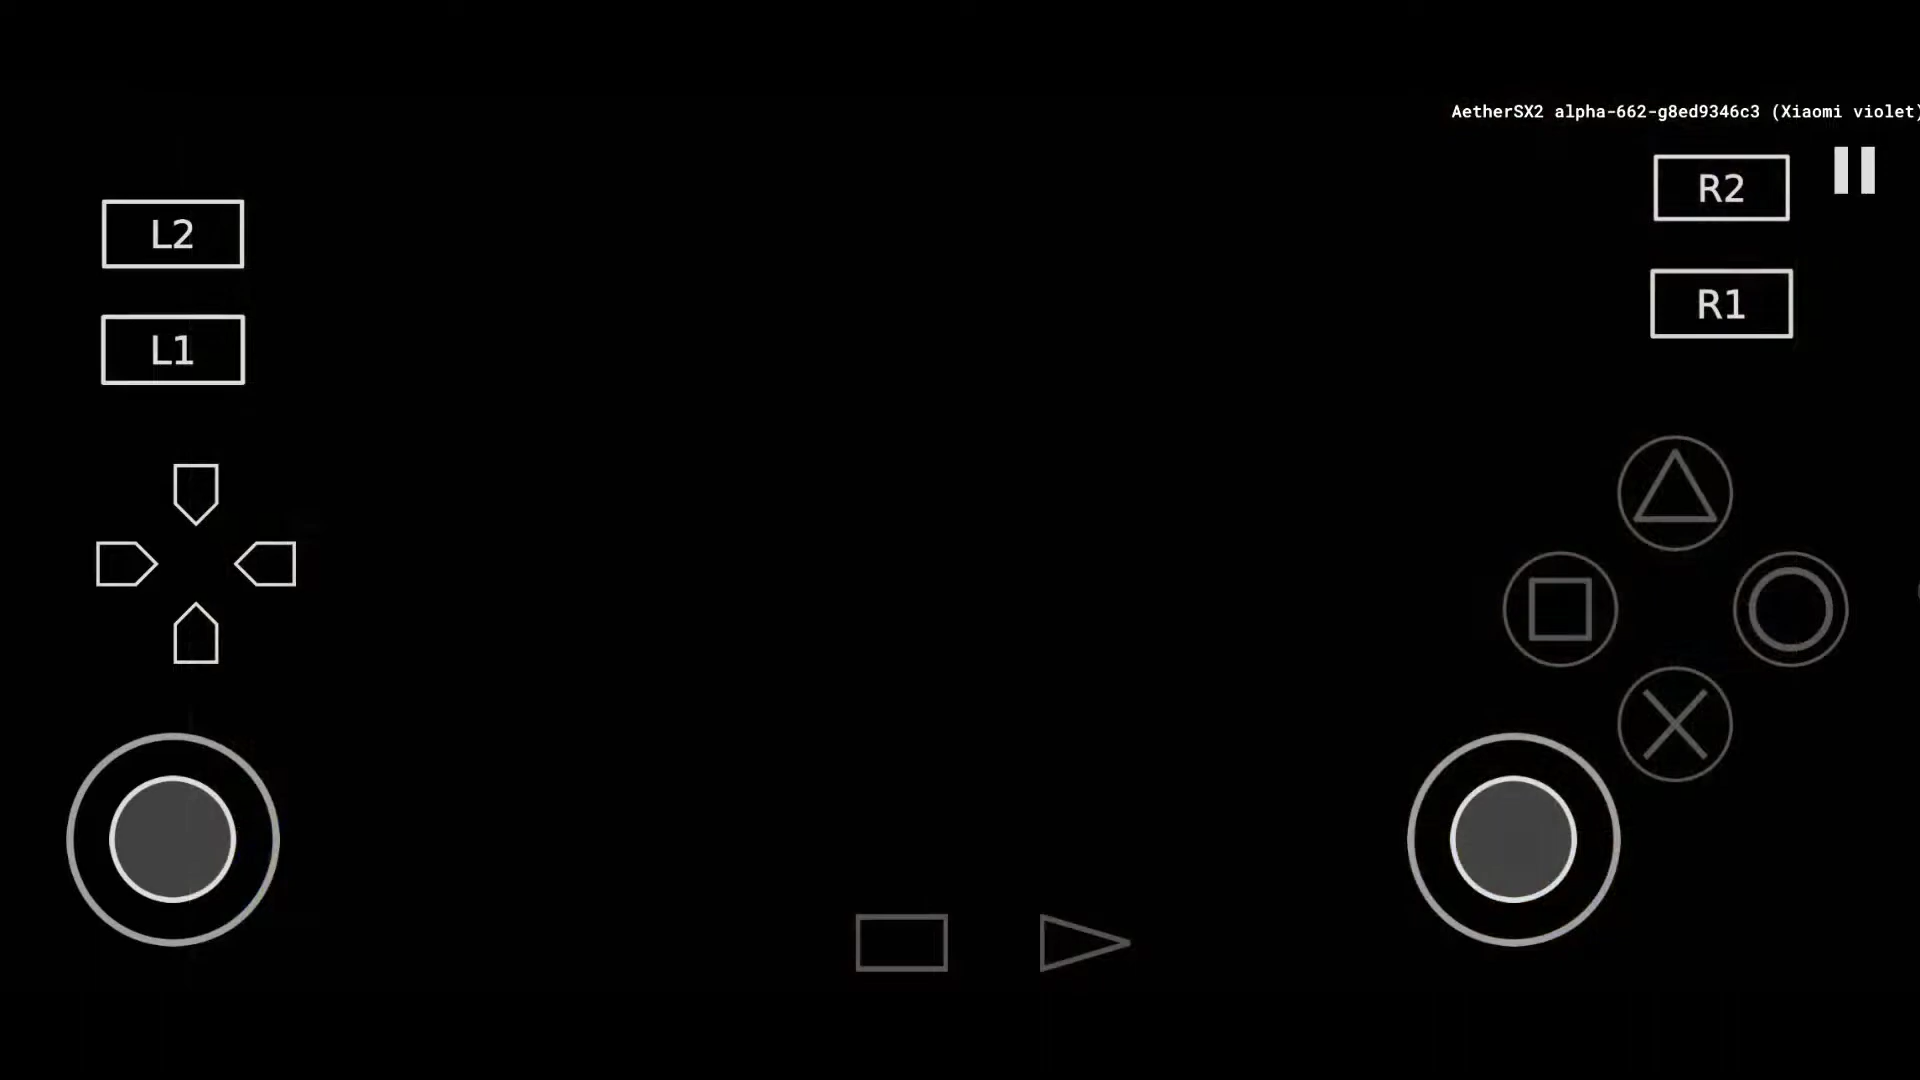 AetherSX2 alpha-662-g8ed9346c3 (Xiaomi violet)
R2
L2
R1
L1